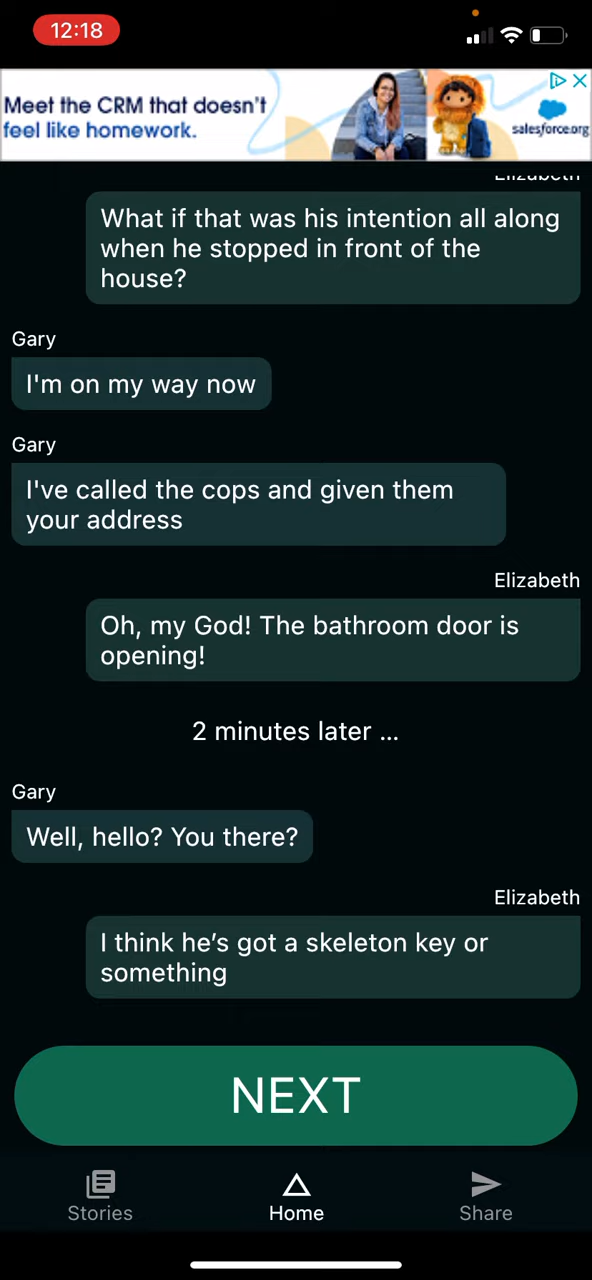 12:18
Meet the CRM that doesn't
feel like homework.
salesforce.org
Elizabeth
What if that was his intention all along
when he stopped in front of the
house?
Gary
I'm on my way now
Gary
I've called the cops and given them
your address
Elizabeth
Oh, my God! The bathroom door is
opening!
2 minutes later ...
Gary
Well, hello? You there?
Elizabeth
I think he’s got a skeleton key or
something
NEXT
Stories
Home
Share